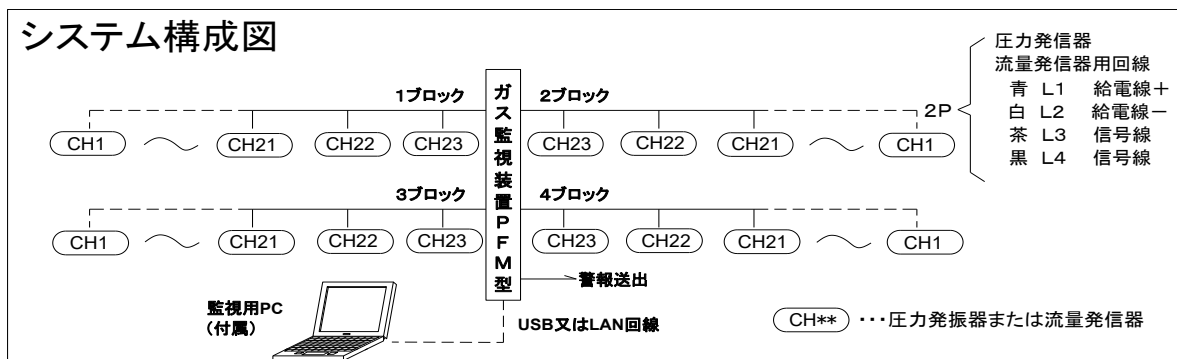 システム構成図
圧力発信器
流量発信器用回線
青 L1 給電線＋
白 L2 給電線－
茶 L3 信号線
黒 L4 信号線
2P
1ブロック
2ブロック
CH1 ～ CH21 CH22 CH23
CH23 CH22 CH21 ～ CH1
ガス監視装置PFM型
3ブロック
4ブロック
CH1 ～ CH21 CH22 CH23
CH23 CH22 CH21 ～ CH1
警報送出
監視用PC
(付属)
USB又はLAN回線
CH** ･･･圧力発振器または流量発信器